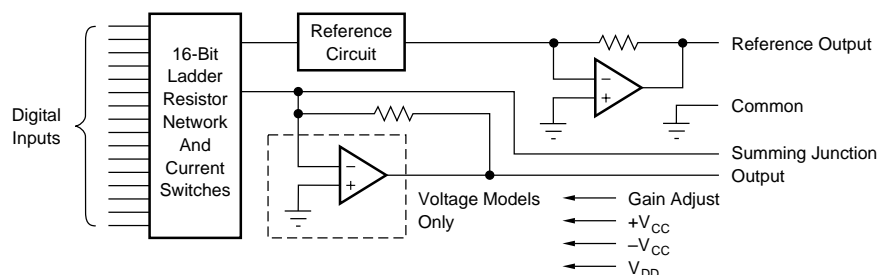 16-Bit
Ladder
Resistor
Network
And
Current
Switches
Digital
Inputs
Reference
Circuit
Reference Output
Common
Summing Junction
Output
Voltage Models
Only
Gain Adjust
+VCC
–VCC
VDD
–
+
–
+